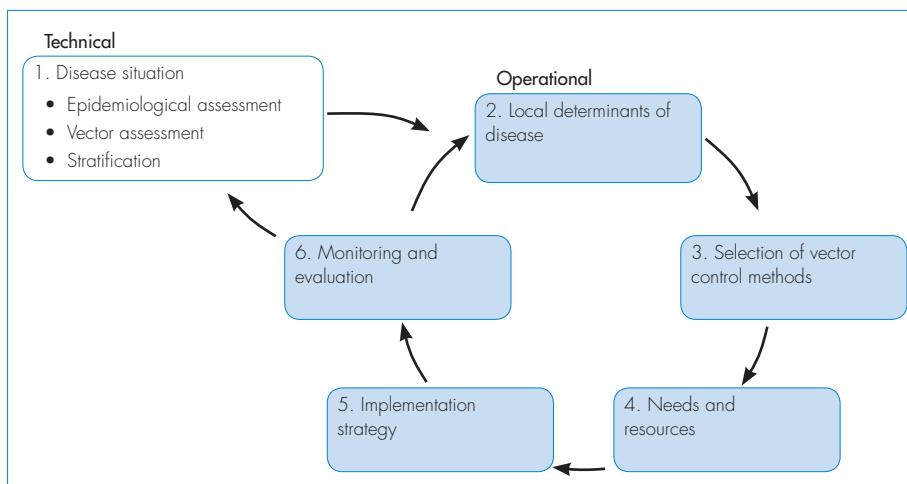 Technical
1. Disease situation
• Epidemiological assessment
• Vector assessment
• Stratification
Operational
2. Local determinants of
disease
3. Selection of vector
control methods
4. Needs and
resources
5. Implementation
strategy
6. Monitoring and
evaluation